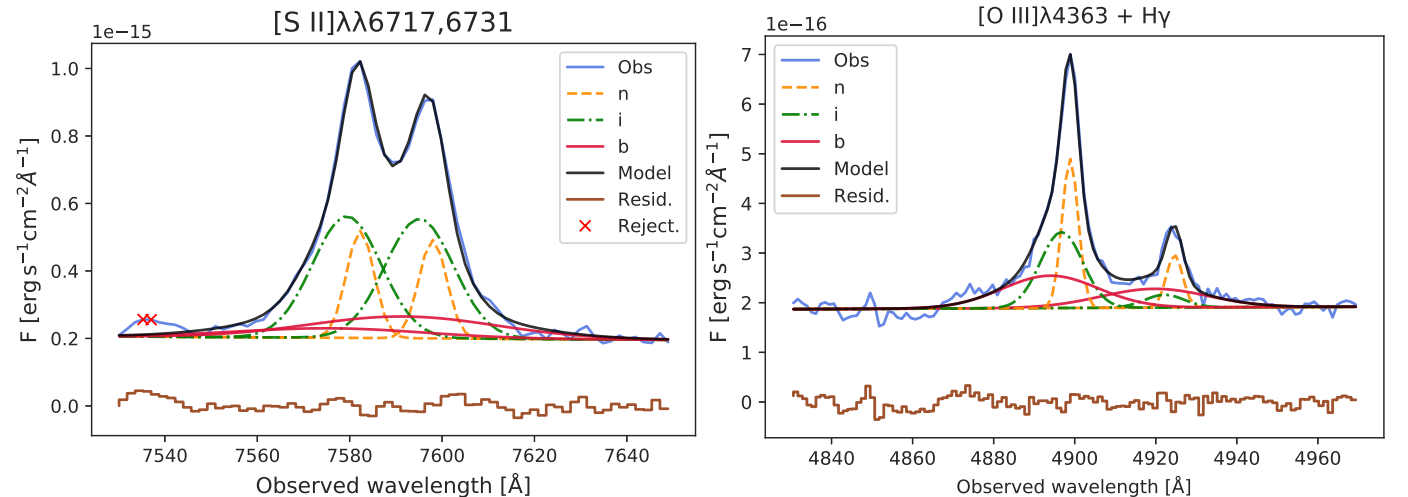 [S II]λλ6717,6731
1e−15
F [erg s⁻¹cm⁻²Å⁻¹]
1.0
0.8
0.6
0.4
0.2
0.0
Obs
n
i
b
Model
Resid.
Reject.
7540 7560 7580 7600 7620 7640
Observed wavelength [Å]
[O III]λ4363 + Hγ
1e−16
F [erg s⁻¹cm⁻²Å⁻¹]
7
6
5
4
3
2
1
0
Obs
n
i
b
Model
Resid.
4840 4860 4880 4900 4920 4940 4960
Observed wavelength [Å]